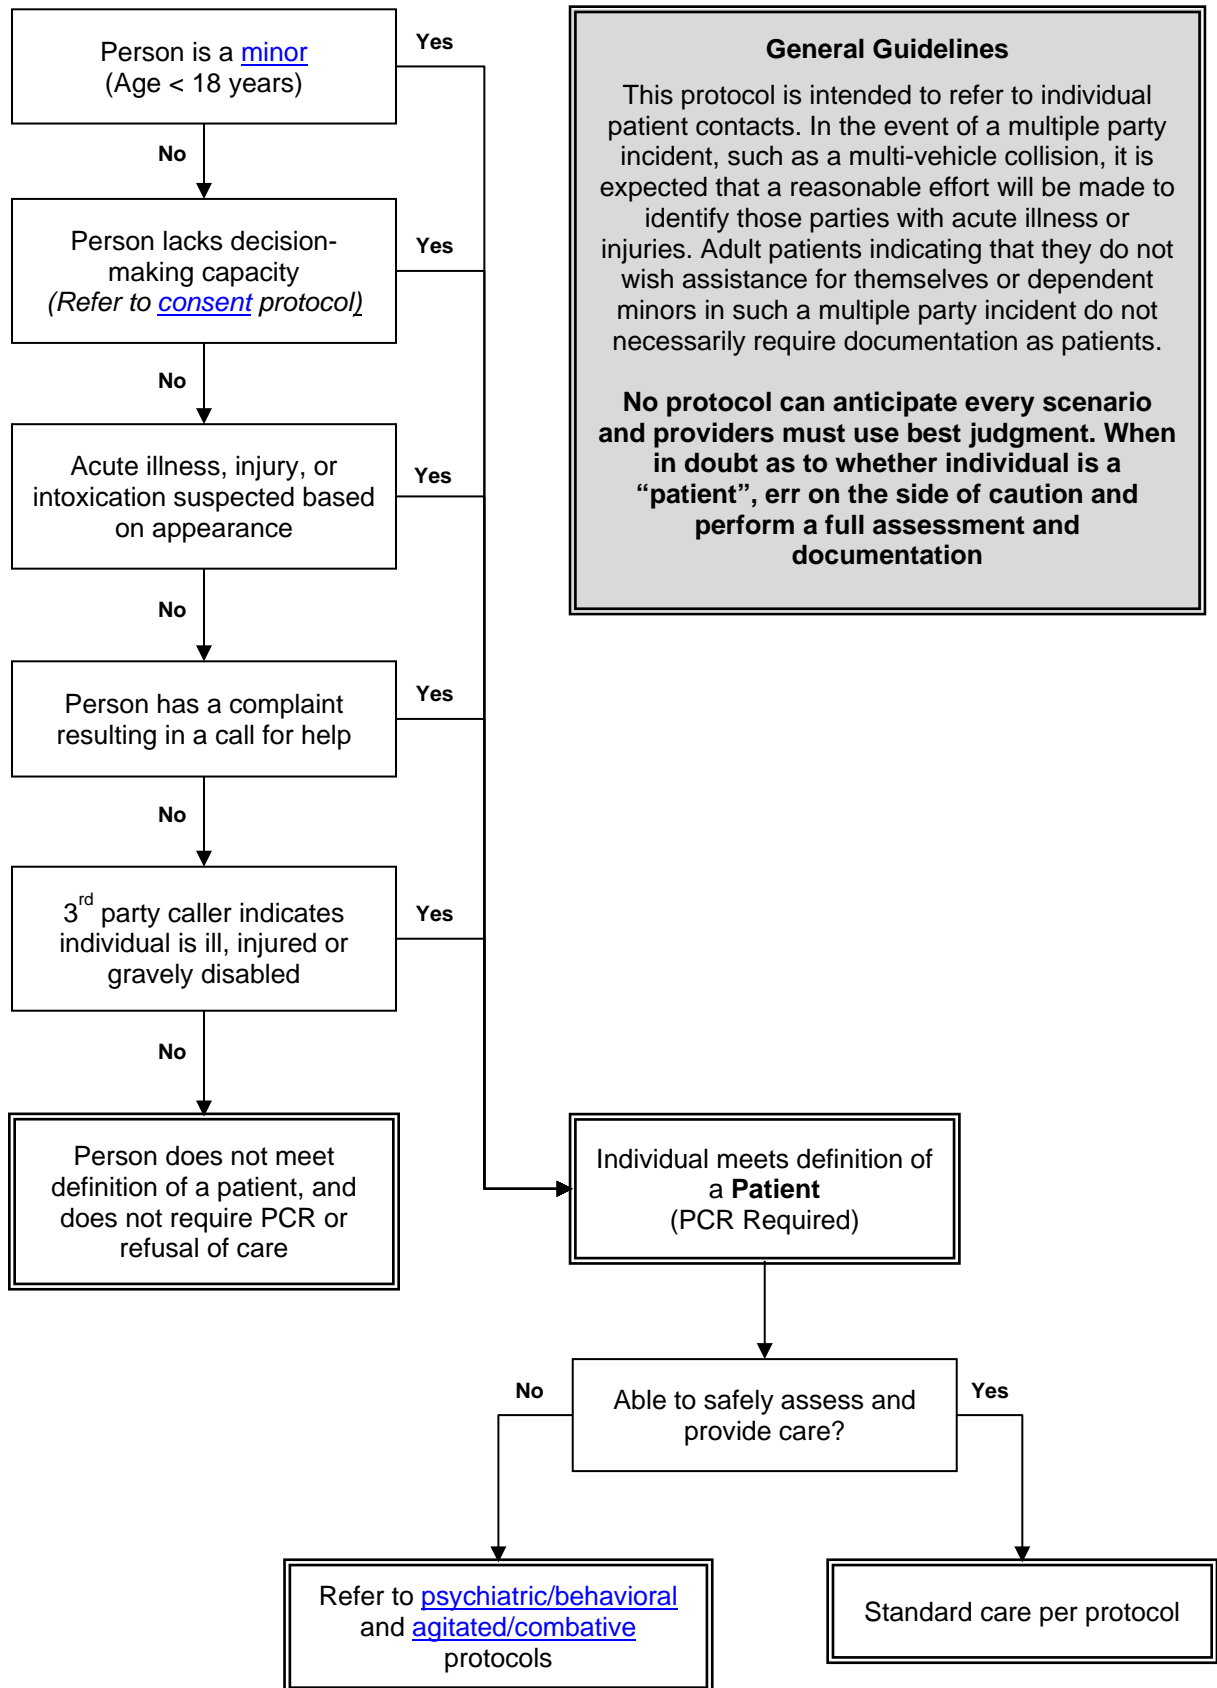 Person is a minor
(Age < 18 years)
Yes
No
Person lacks decision-
making capacity
(Refer to consent protocol)
Yes
No
Acute illness, injury, or
intoxication suspected based
on appearance
Yes
No
Person has a complaint
resulting in a call for help
Yes
No
3rd party caller indicates
individual is ill, injured or
gravely disabled
Yes
No
Person does not meet
definition of a patient, and
does not require PCR or
refusal of care
General Guidelines
This protocol is intended to refer to individual
patient contacts. In the event of a multiple party
incident, such as a multi-vehicle collision, it is
expected that a reasonable effort will be made to
identify those parties with acute illness or
injuries. Adult patients indicating that they do not
wish assistance for themselves or dependent
minors in such a multiple party incident do not
necessarily require documentation as patients.
No protocol can anticipate every scenario
and providers must use best judgment. When
in doubt as to whether individual is a
“patient”, err on the side of caution and
perform a full assessment and
documentation
Individual meets definition of
a Patient
(PCR Required)
Able to safely assess and
provide care?
No
Yes
Refer to psychiatric/behavioral
and agitated/combative
protocols
Standard care per protocol